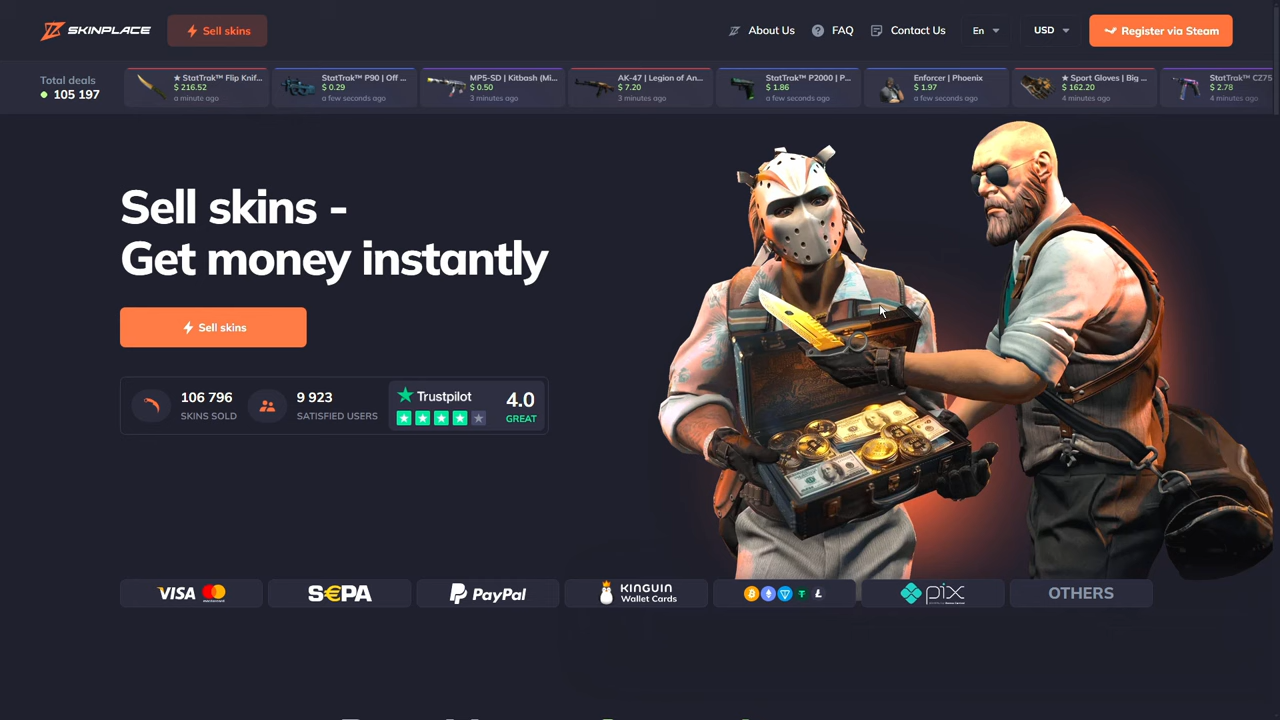 SKINPLACE
Sell skins
About Us
FAQ
Contact Us
En
USD
Register via Steam
Total deals
105 197
★ StatTrak™ Flip Knif...
$ 216.52
a minute ago
StatTrak™ P90 | Off ...
$ 0.29
a few seconds ago
MP5-SD | Kitbash (Mi...
$ 0.50
3 minutes ago
AK-47 | Legion of An...
$ 7.20
3 minutes ago
StatTrak™ P2000 | P...
$ 1.86
a few seconds ago
Enforcer | Phoenix
$ 1.97
a few seconds ago
★ Sport Gloves | Big ...
$ 162.20
4 minutes ago
StatTrak™ CZ75
$ 2.78
4 minutes ago
Sell skins -
Get money instantly
Sell skins
106 796
SKINS SOLD
9 923
SATISFIED USERS
Trustpilot
4.0
GREAT
VISA
S€PA
PayPal
KINGUIN
Wallet Cards
pix
OTHERS